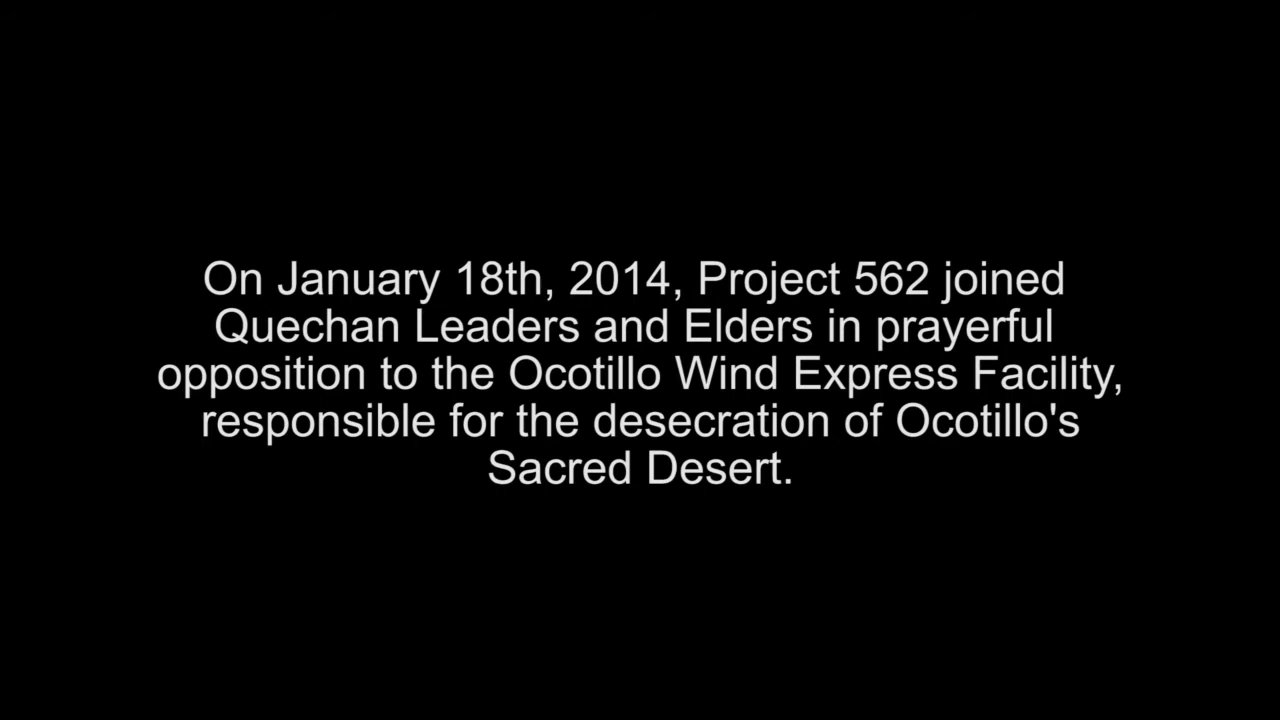 On January 18th, 2014, Project 562 joined
Quechan Leaders and Elders in prayerful
opposition to the Ocotillo Wind Express Facility,
responsible for the desecration of Ocotillo's
Sacred Desert.